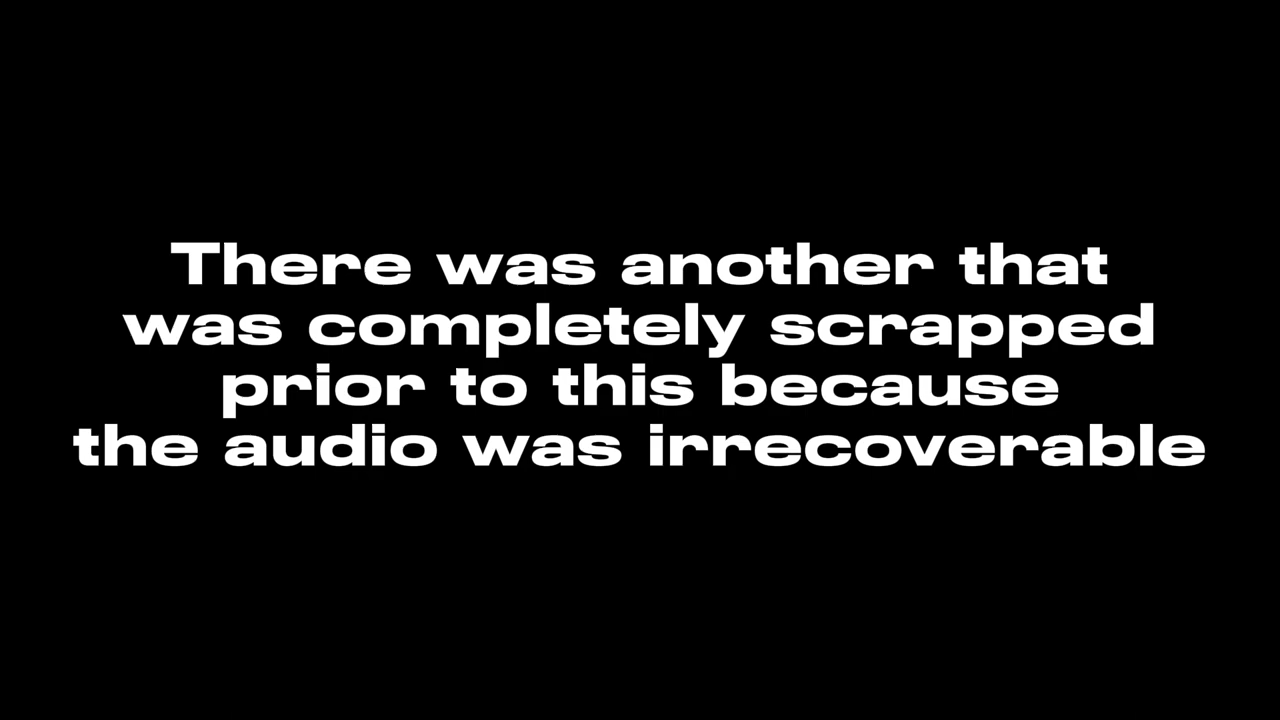 There was another that
was completely scrapped
prior to this because
the audio was irrecoverable